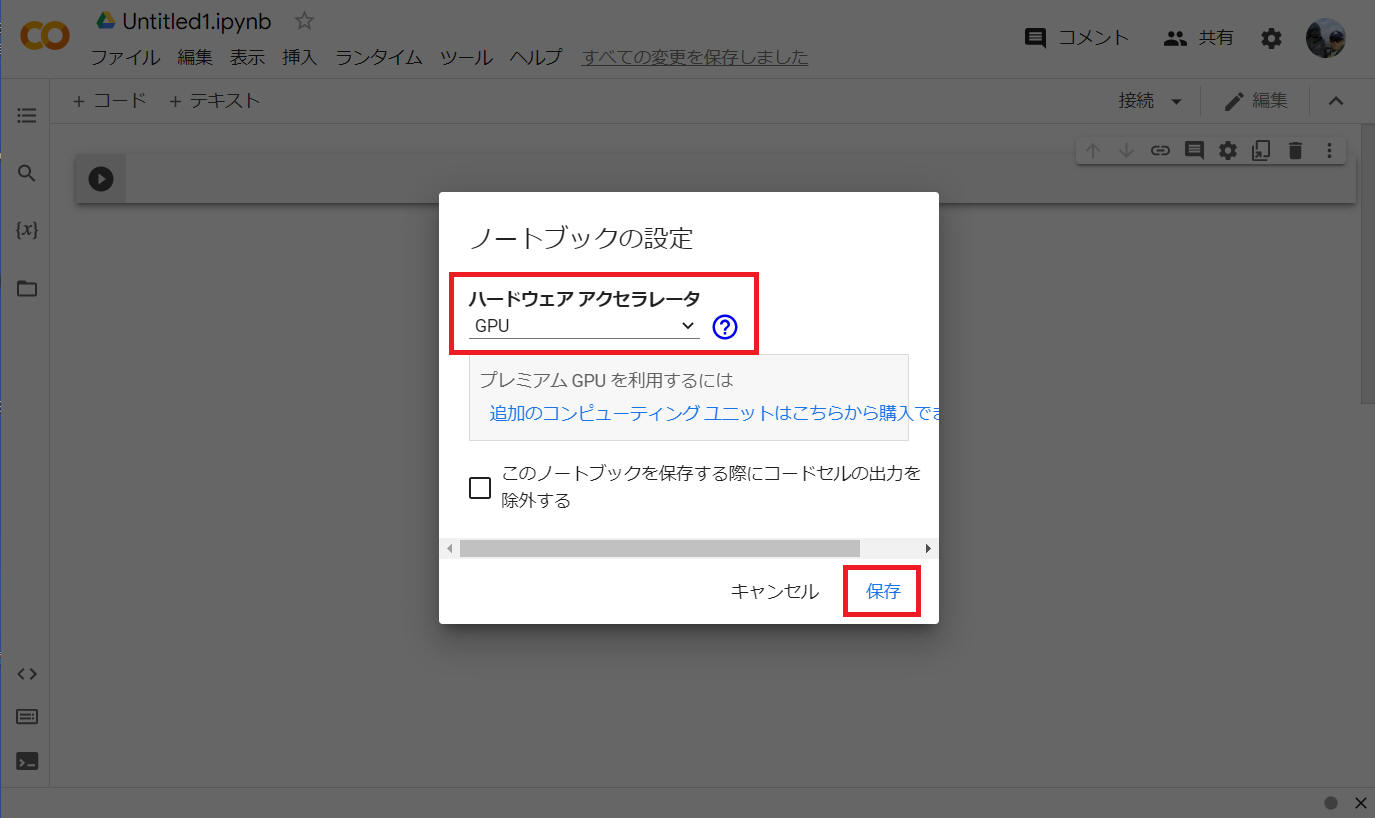 Untitled1.ipynb
コメント 共有
ファイル 編集 表示 挿入 ランタイム ツール ヘルプ すべての変更を保存しました
+ コード + テキスト 接続 編集
{x}
ノートブックの設定
ハードウェア アクセラレータ
GPU
プレミアム GPU を利用するには
追加のコンピューティング ユニットはこちらから購入でき
このノートブックを保存する際にコードセルの出力を
除外する
キャンセル 保存